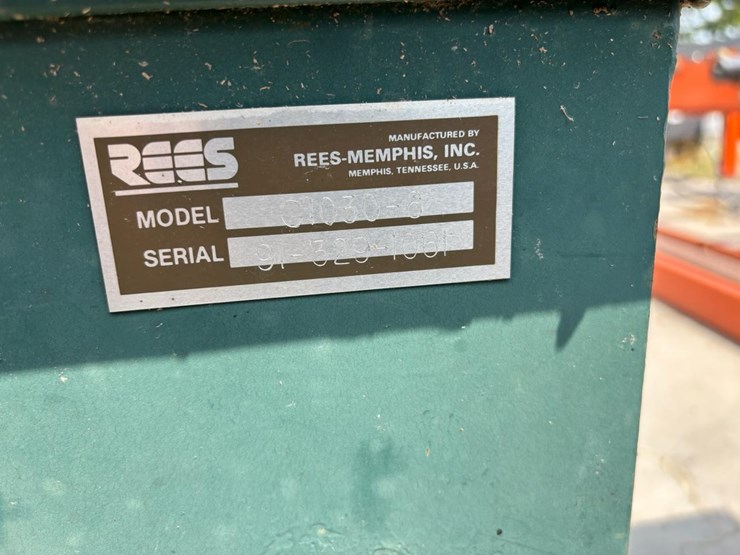 REES
MANUFACTURED BY
REES-MEMPHIS, INC.
MEMPHIS, TENNESSEE, U.S.A.
MODEL
SERIAL